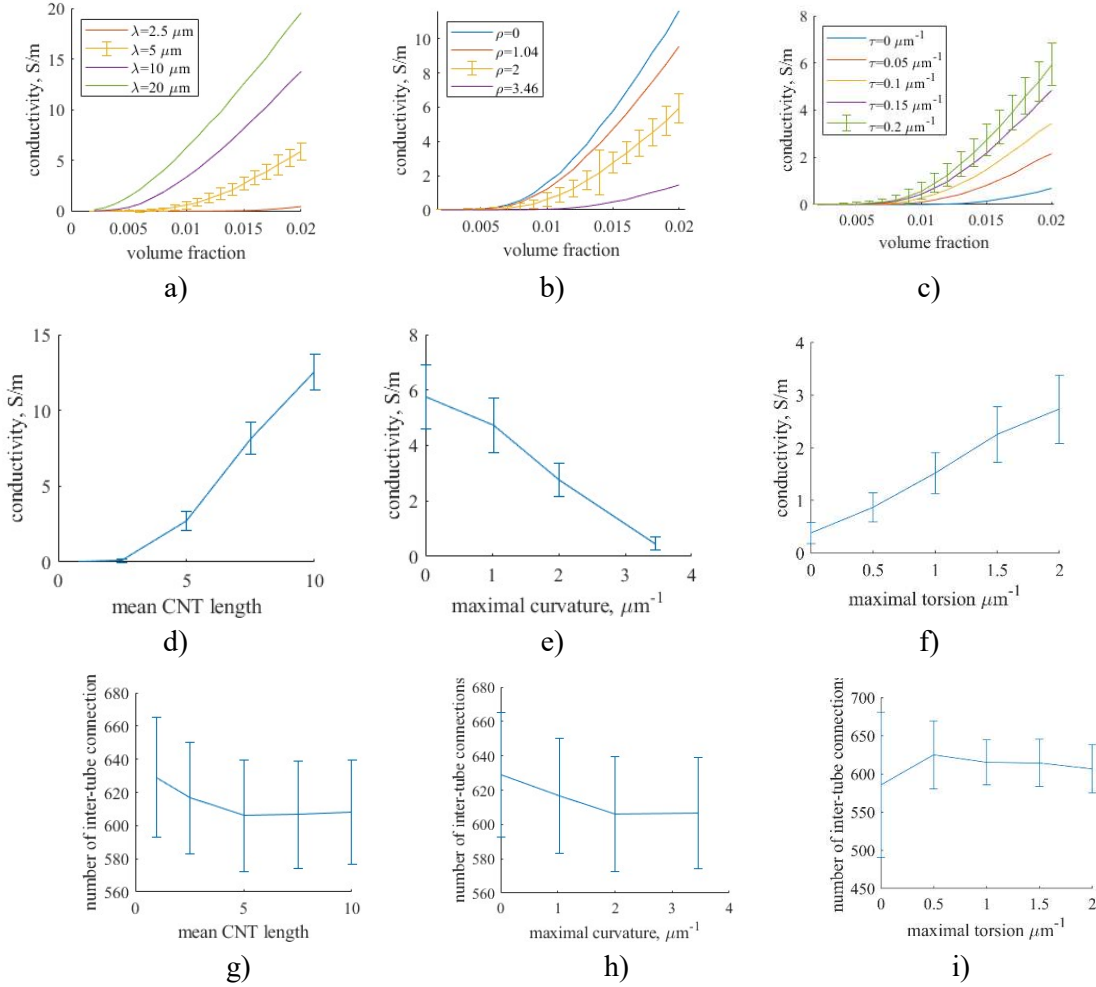 20
15
10
5
0
conductivity, S/m
λ=2.5 μm
λ=5 μm
λ=10 μm
λ=20 μm
0 0.005 0.01 0.015 0.02
volume fraction
a)
10
8
6
4
2
0
conductivity, S/m
ρ=0
ρ=1.04
ρ=2
ρ=3.46
0.005 0.01 0.015 0.02
volume fraction
b)
8
6
4
2
0
conductivity, S/m
τ=0 μm-1
τ=0.05 μm-1
τ=0.1 μm-1
τ=0.15 μm-1
τ=0.2 μm-1
0.005 0.01 0.015 0.02
volume fraction
c)
15
10
5
0
conductivity, S/m
0 5 10
mean CNT length
d)
8
6
4
2
0
conductivity, S/m
0 1 2 3 4
maximal curvature, μm-1
e)
4
3
2
1
0
conductivity, S/m
0 0.5 1 1.5 2
maximal torsion μm-1
f)
680
660
640
620
600
580
560
number of inter-tube connection
0 5 10
mean CNT length
g)
680
660
640
620
600
580
560
number of inter-tube connections
0 1 2 3 4
maximal curvature, μm-1
h)
700
650
600
550
500
450
number of inter-tube connections
0 0.5 1 1.5 2
maximal torsion μm-1
i)